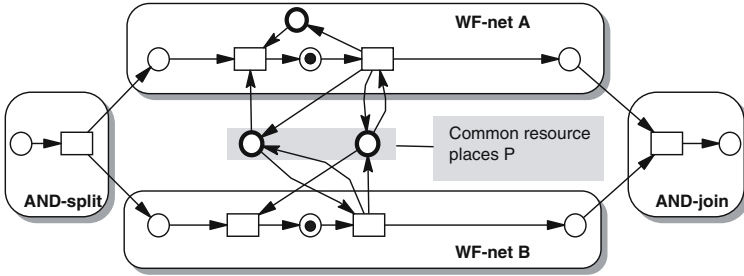 WF-net A
Common resource
places P
AND-split
AND-join
WF-net B